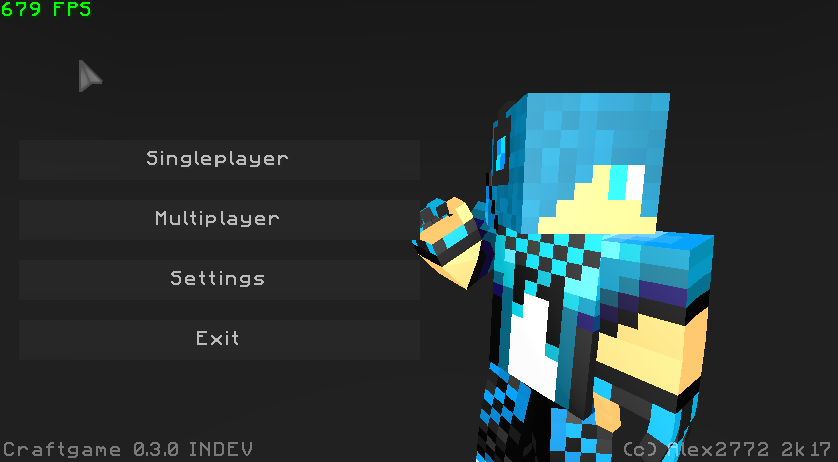 679 FPS
Singleplayer
Multiplayer
Settings
Exit
Craftgame 0.3.0 INDEV
(c) Alex2772 2k17